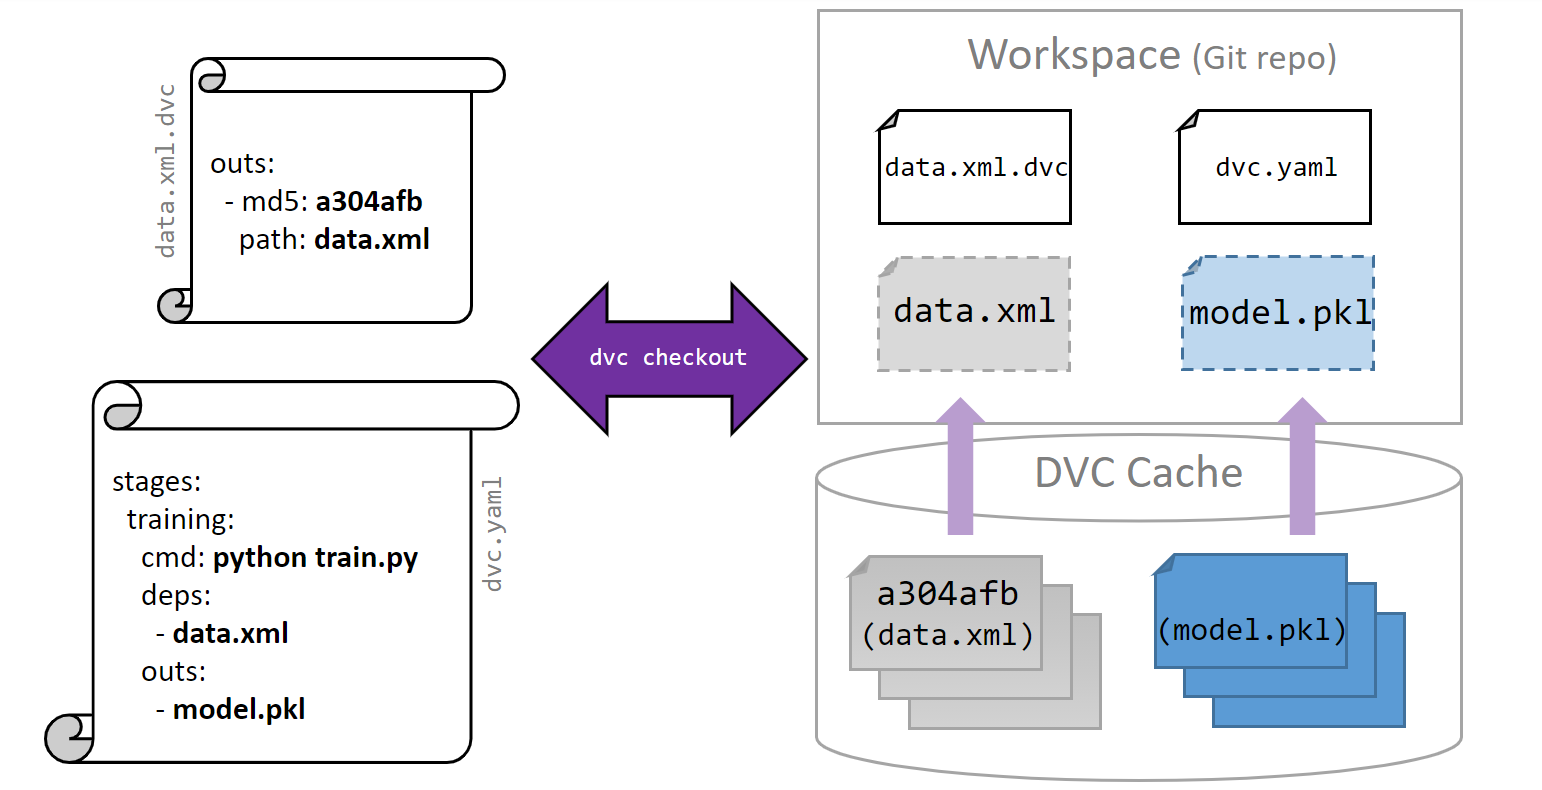 data.xml.dvc
outs:
- md5: a304afb
path: data.xml
stages:
training:
cmd: python train.py
deps:
- data.xml
outs:
- model.pkl
dvc.yaml
dvc checkout
Workspace (Git repo)
data.xml.dvc
dvc.yaml
data.xml
model.pkl
DVC Cache
a304afb
(data.xml)
(model.pkl)